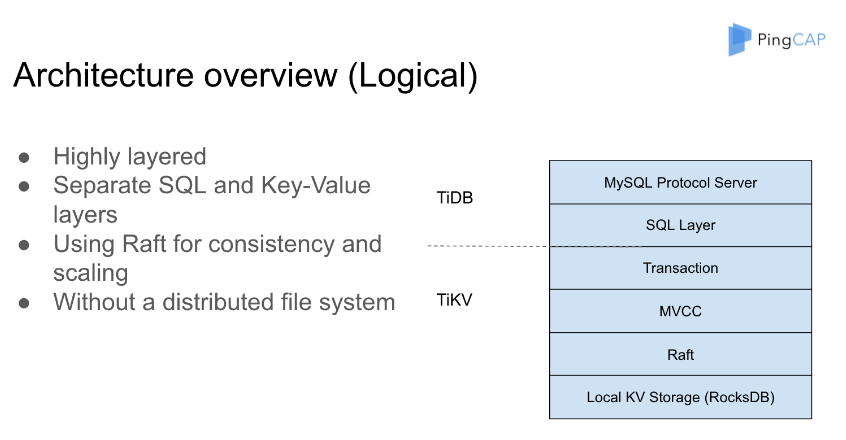 PingCAP
Architecture overview (Logical)
● Highly layered
● Separate SQL and Key-Value
layers
● Using Raft for consistency and
scaling
● Without a distributed file system
TiDB
TiKV
MySQL Protocol Server
SQL Layer
Transaction
MVCC
Raft
Local KV Storage (RocksDB)